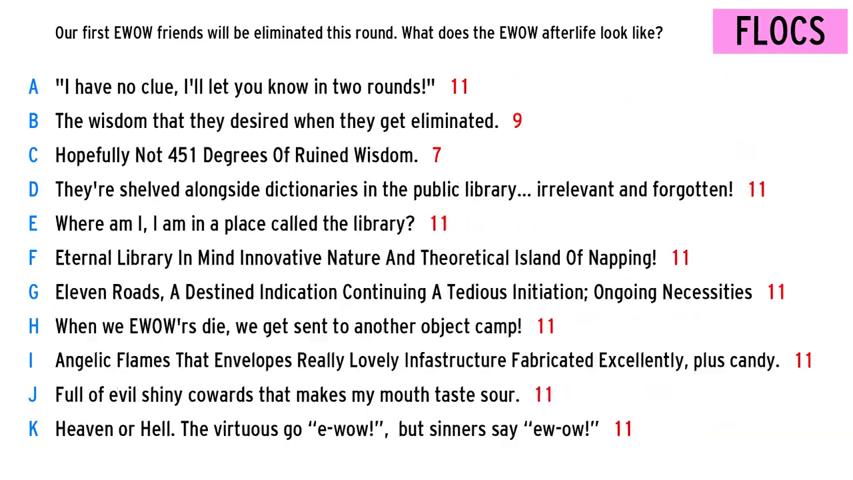 Our first EWOW friends will be eliminated this round. What does the EWOW afterlife look like?
FLOCS
A "I have no clue, I'll let you know in two rounds!" 11
B The wisdom that they desired when they get eliminated. 9
C Hopefully Not 451 Degrees Of Ruined Wisdom. 7
D They're shelved alongside dictionaries in the public library... irrelevant and forgotten! 11
E Where am I, I am in a place called the library? 11
F Eternal Library In Mind Innovative Nature And Theoretical Island Of Napping! 11
G Eleven Roads, A Destined Indication Continuing A Tedious Initiation; Ongoing Necessities 11
H When we EWOW'rs die, we get sent to another object camp! 11
I Angelic Flames That Envelopes Really Lovely Infastructure Fabricated Excellently, plus candy. 11
J Full of evil shiny cowards that makes my mouth taste sour. 11
K Heaven or Hell. The virtuous go “e-wow!”, but sinners say “ew-ow!” 11